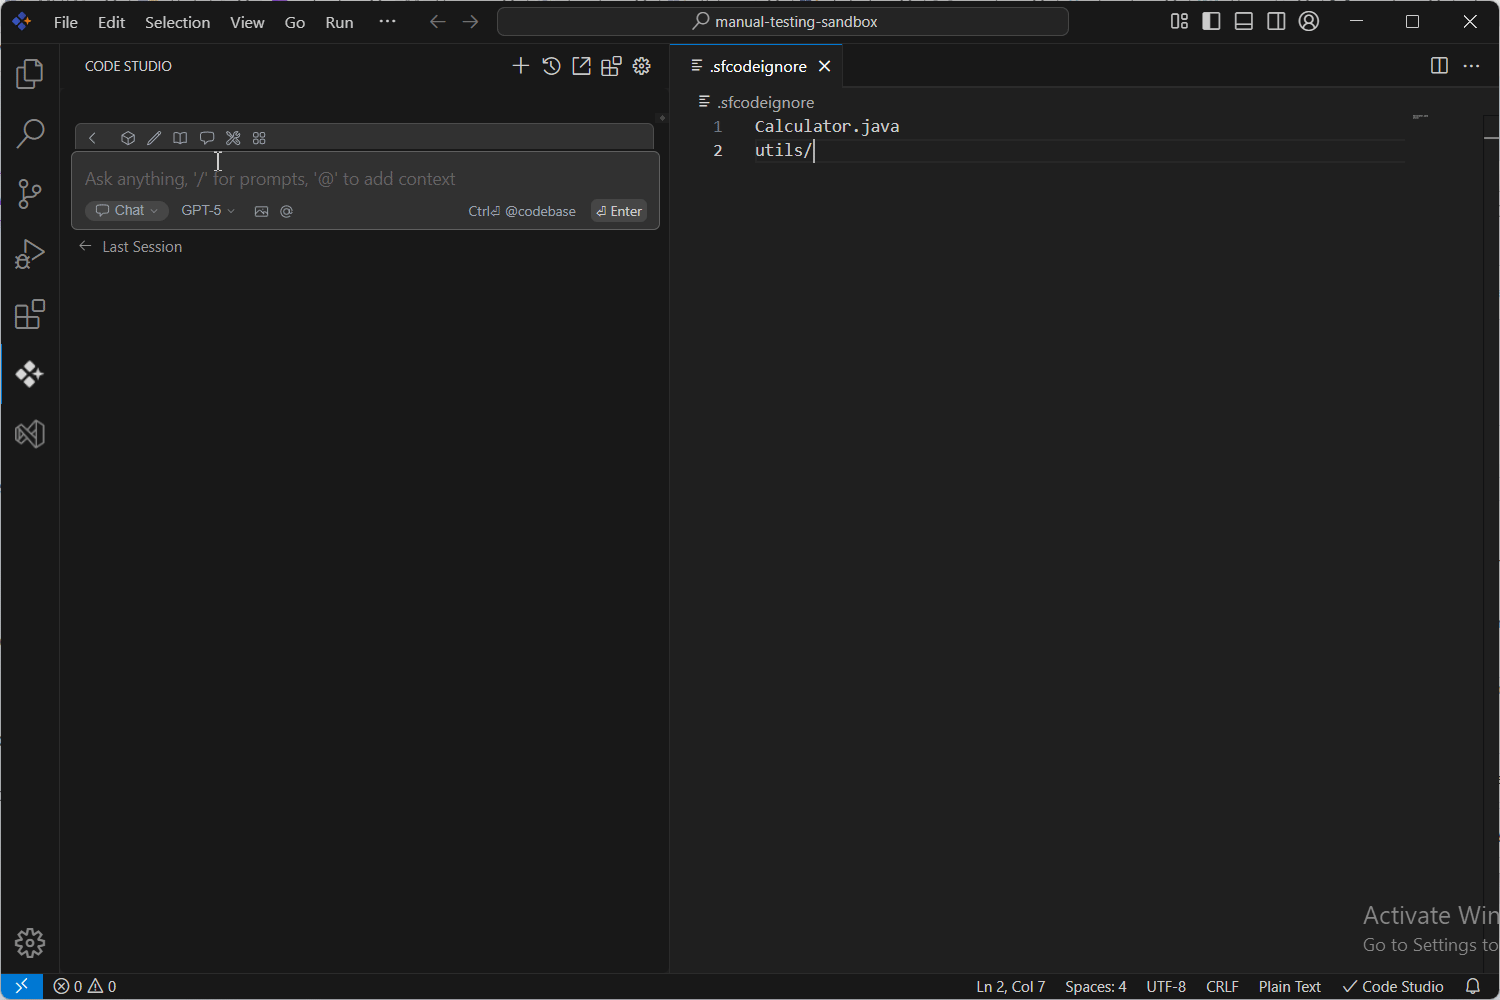 File Edit Selection View Go Run ···
manual-testing-sandbox
CODE STUDIO
.sfcodeignore
.sfcodeignore
1 Calculator.java
2 utils/
Ask anything, '/' for prompts, '@' to add context
Chat GPT-5 @ Ctrl⏎ @codebase ⏎ Enter
Last Session
Activate Win
Go to Settings to
0 0 Ln 2, Col 7 Spaces: 4 UTF-8 CRLF Plain Text Code Studio